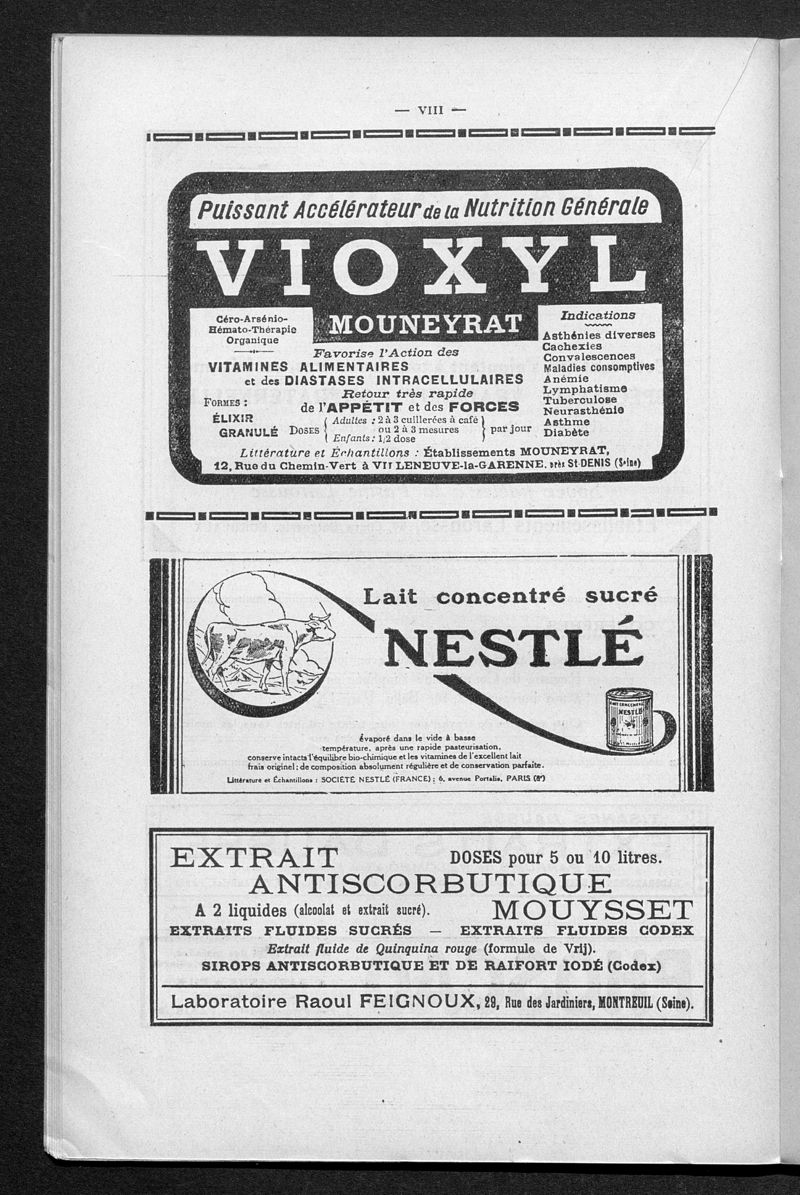 — VIII —
Puissant Accélérateur de la Nutrition Générale
VIOXYL
MOUNEYRAT
Céro-Arsénio-
Hémato-Thérapie
Organique
Favorise l'Action des
VITAMINES ALIMENTAIRES
et des DIASTASES INTRACELLULAIRES
Retour très rapide
de l'APPÉTIT et des FORCES
FORMES :
ÉLIXIR
GRANULÉ
DOSES
Adultes : 2 à 3 cuillerées à café
ou 2 à 3 mesures
Enfants : 1/2 dose
par jour
Indications
Asthénies diverses
Cachexies
Convalescences
Maladies consomptives
Anémie
Lymphatisme
Tuberculose
Neurasthénie
Asthme
Diabète
Littérature et Échantillons : Établissements MOUNEYRAT,
12, Rue du Chemin-Vert à VILLENEUVE-la-GARENNE, près St-DENIS (Seine)
Lait concentré sucré
NESTLÉ
LAIT CONCENTRÉ
NESTLÉ
évaporé dans le vide à basse
température, après une rapide pasteurisation,
conserve intacts l'équilibre bio-chimique et les vitamines de l'excellent lait
frais originel ; de composition absolument régulière et de conservation parfaite.
Littérature et Échantillons : SOCIÉTÉ NESTLÉ (FRANCE) ; 6, avenue Portalis, PARIS (8e)
EXTRAIT
DOSES pour 5 ou 10 litres.
ANTISCORBUTIQUE
A 2 liquides (alcoolat et extrait sucré).
MOUYSSET
EXTRAITS FLUIDES SUCRÉS — EXTRAITS FLUIDES CODEX
Extrait fluide de Quinquina rouge (formule de Vrij).
SIROPS ANTISCORBUTIQUE ET DE RAIFORT IODÉ (Codex)
Laboratoire Raoul FEIGNOUX, 29, Rue des Jardiniers, MONTREUIL (Seine).